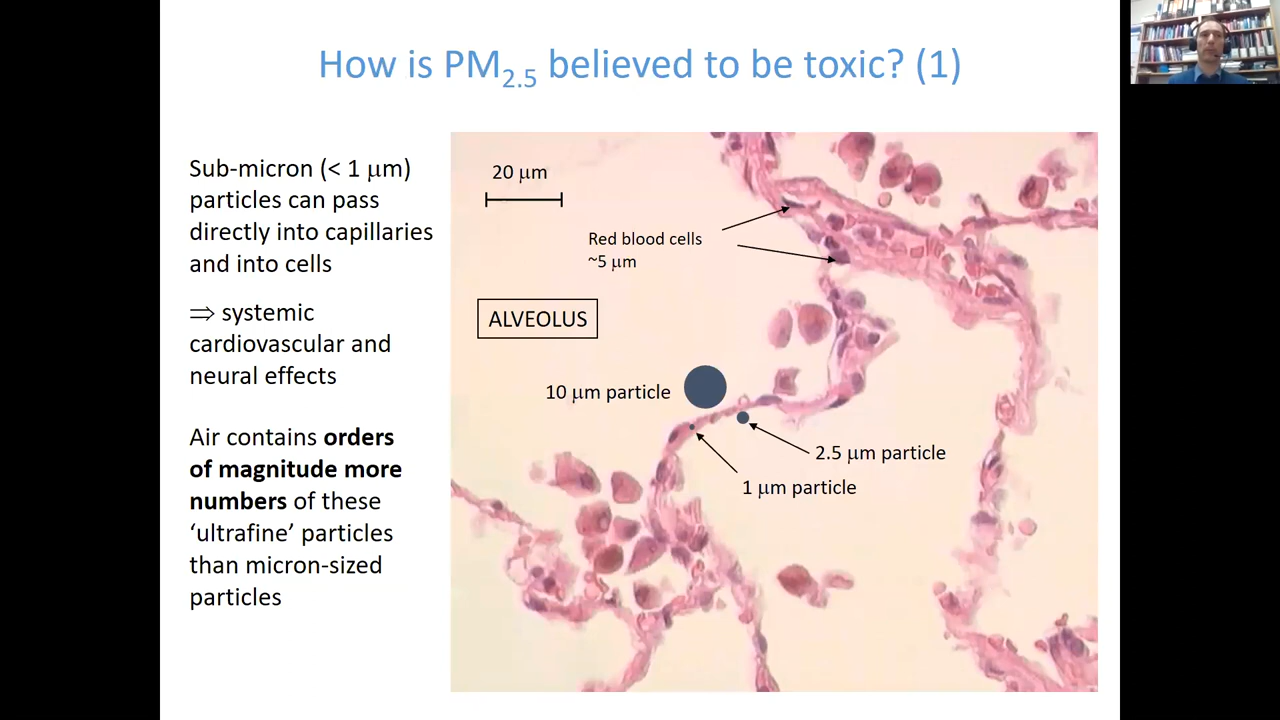 How is PM2.5 believed to be toxic? (1)
Sub-micron (< 1 μm)
particles can pass
directly into capillaries
and into cells
⇒ systemic
cardiovascular and
neural effects
Air contains orders
of magnitude more
numbers of these
‘ultrafine’ particles
than micron-sized
particles
20 μm
Red blood cells
~5 μm
ALVEOLUS
10 μm particle
2.5 μm particle
1 μm particle